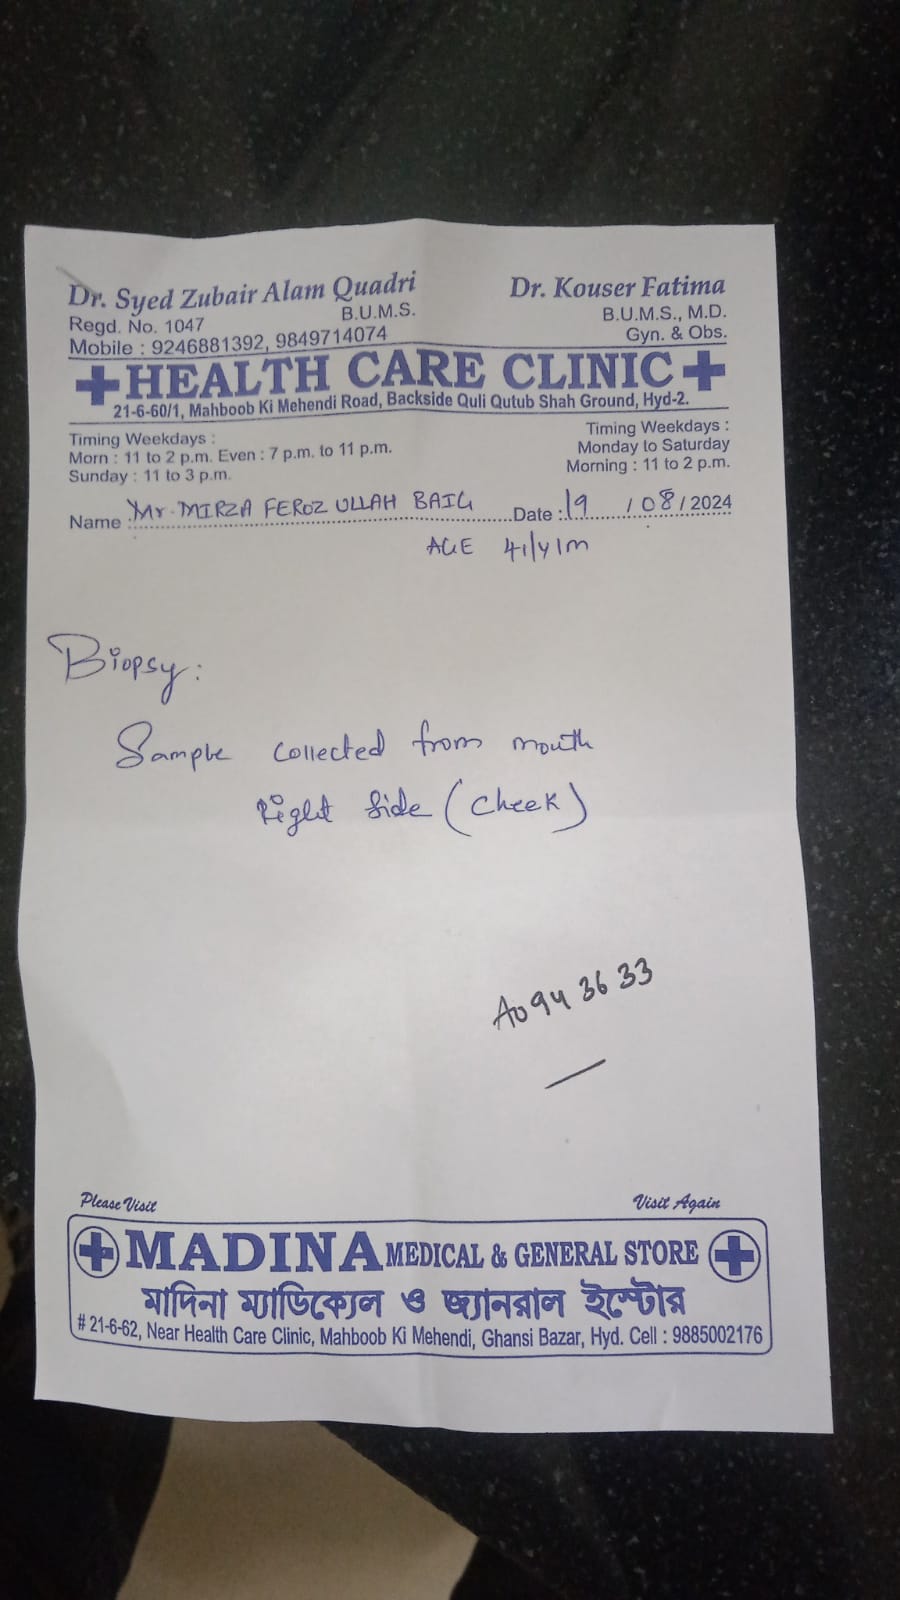 Dr. Syed Zubair Alam Quadri
B.U.M.S.
Regd. No. 1047
Mobile : 9246881392, 9849714074
Dr. Kouser Fatima
B.U.M.S., M.D.
Gyn. & Obs.
HEALTH CARE CLINIC
21-6-60/1, Mahboob Ki Mehendi Road, Backside Quli Qutub Shah Ground, Hyd-2.
Timing Weekdays :
Morn : 11 to 2 p.m. Even : 7 p.m. to 11 p.m.
Sunday : 11 to 3 p.m.
Timing Weekdays :
Monday to Saturday
Morning : 11 to 2 p.m.
Name : Mr. MIRZA FEROZ ULLAH BAIG Date : 19 / 08 / 2024
AGE 41/Y/M
Biopsy:
Sample collected from mouth
Right side (cheek)
A0943633
Please Visit
Visit Again
MADINA MEDICAL & GENERAL STORE
মাদিনা ম্যাডিক্যেল ও জ্যানরাল ইস্টোর
# 21-6-62, Near Health Care Clinic, Mahboob Ki Mehendi, Ghansi Bazar, Hyd. Cell : 9885002176